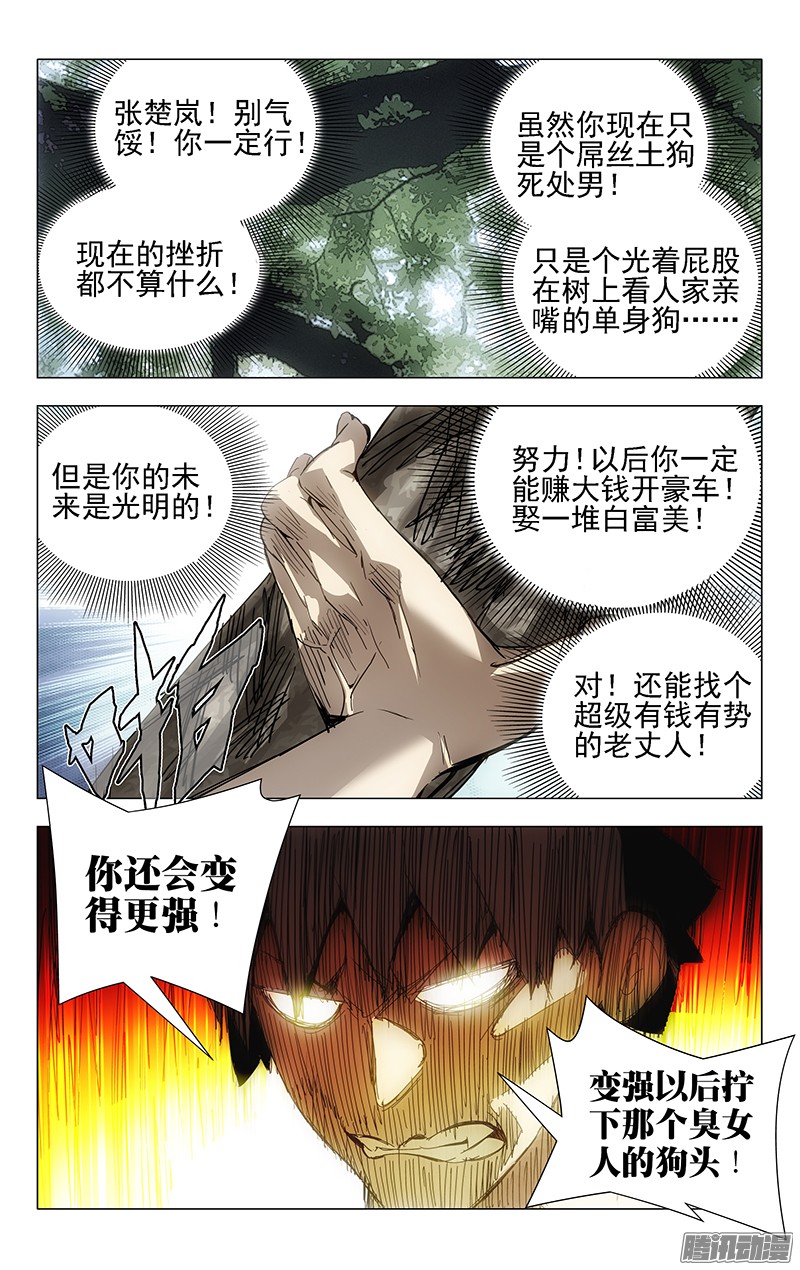 张楚岚！别气
馁！你一定行！
现在的挫折
都不算什么！
虽然你现在只
是个屌丝土狗
死处男！
只是个光着屁股
在树上看人家亲
嘴的单身狗……
但是你的未
来是光明的！
努力！以后你一定
能赚大钱开豪车！
娶一堆白富美！
对！还能找个
超级有钱有势
的老丈人！
你还会变
得更强！
变强以后拧
下那个臭女
人的狗头！
腾讯动漫